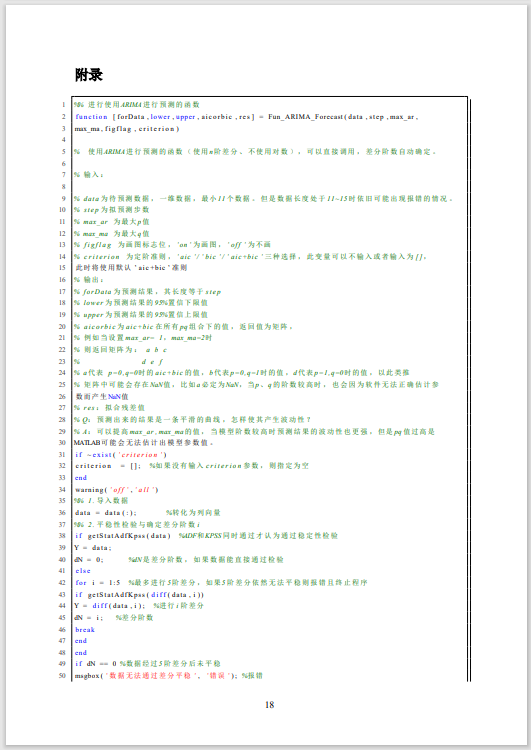 附录
1 %% 进行使用ARIMA进行预测的函数
2 function [forData,lower,upper,aicorbic,res] = Fun_ARIMA_Forecast(data,step,max_ar,
3 max_ma,figflag,criterion)
4
5 % 使用ARIMA进行预测的函数（使用n阶差分、不使用对数），可以直接调用，差分阶数自动确定。
6
7 % 输入：
8
9 % data为待预测数据，一维数据，最小11个数据。但是数据长度处于11~15时依旧可能出现报错的情况。
10 % step为拟预测步数
11 % max_ar 为最大p值
12 % max_ma 为最大q值
13 % figflag 为画图标志位，'on'为画图，'off'为不画
14 % criterion 为定阶准则，'aic'/'bic'/'aic+bic'三种选择，此变量可以不输入或者输入为[]，
15 此时将使用默认'aic+bic'准则
16 % 输出：
17 % forData为预测结果，其长度等于step
18 % lower为预测结果的95%置信下限值
19 % upper为预测结果的95%置信上限值
20 % aicorbic为aic+bic在所有pq组合下的值，返回值为矩阵。
21 % 例如当设置max_ar= 1，max_ma=2时
22 % 则返回矩阵为： a b c
23 % d e f
24 % a代表 p=0,q=0时的aic+bic的值，b代表p=0,q=1时的值，d代表p=1,q=0时的值，以此类推
25 % 矩阵中可能会存在NaN值，比如a必定为NaN，当p、q的阶数较高时，也会因为软件无法正确估计参
26 数而产生NaN值
27 % res：拟合残差值
28 % Q：预测出来的结果是一条平滑的曲线，怎样使其产生波动性？
29 % A：可以提高max_ar,max_ma的值，当模型阶数较高时预测结果的波动性也更强，但是pq值过高是
30 MATLAB可能会无法估计出模型参数值。
31 if ~exist('criterion')
32 criterion = []; %如果没有输入criterion参数，则指定为空
33 end
34 warning('off','all')
35 %% 1.导入数据
36 data = data(:); %转化为列向量
37 %% 2.平稳性检验与确定差分阶数i
38 if getStatAdfKpss(data) %ADF和KPSS同时通过才认为通过稳定性检验
39 Y = data;
40 dN = 0; %dN是差分阶数，如果数据能直接通过检验
41 else
42 for i = 1:5 %最多进行5阶差分，如果5阶差分依然无法平稳则报错且终止程序
43 if getStatAdfKpss(diff(data,i))
44 Y = diff(data,i); %进行i阶差分
45 dN = i; %差分阶数
46 break
47 end
48 end
49 if dN == 0 %数据经过5阶差分后未平稳
50 msgbox('数据无法通过差分平稳', '错误'); %报错
18